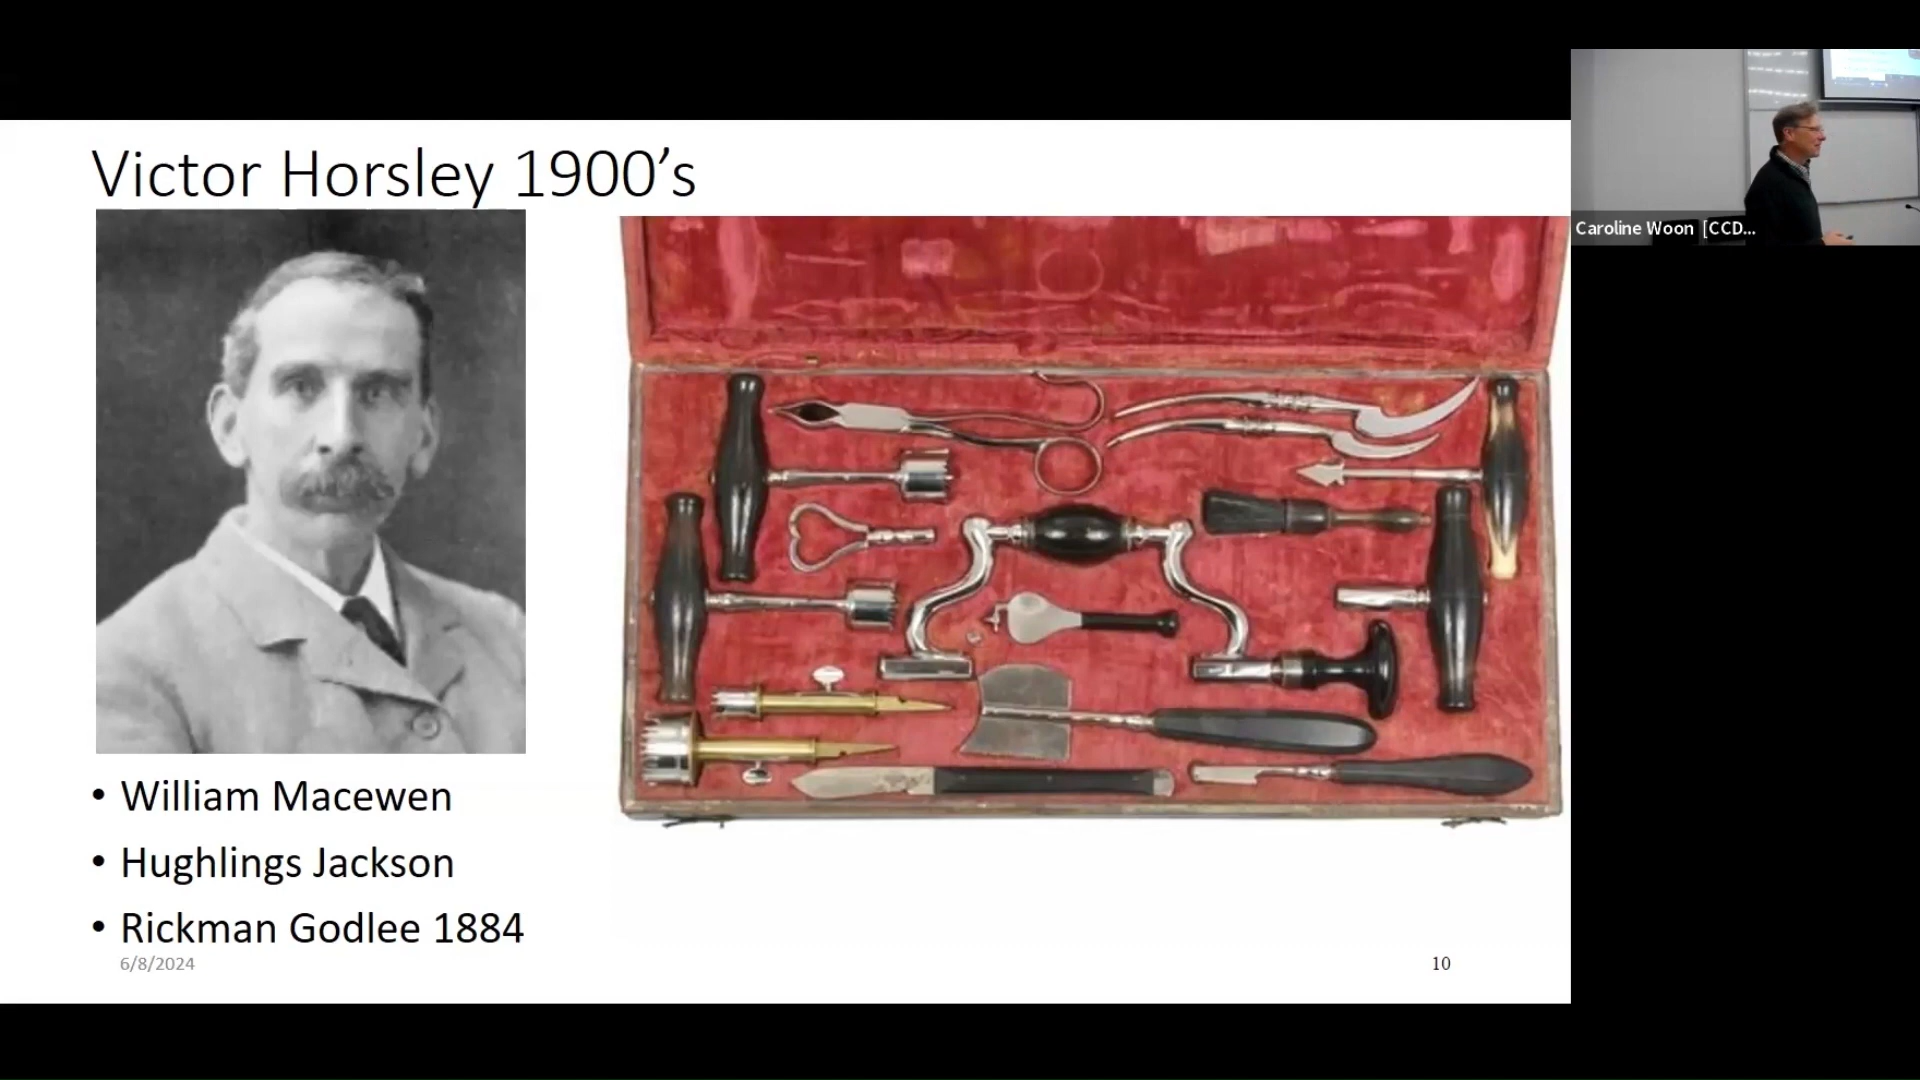 Victor Horsley 1900’s
Caroline Woon [CCD...
• William Macewen
• Hughlings Jackson
• Rickman Godlee 1884
6/8/2024
10